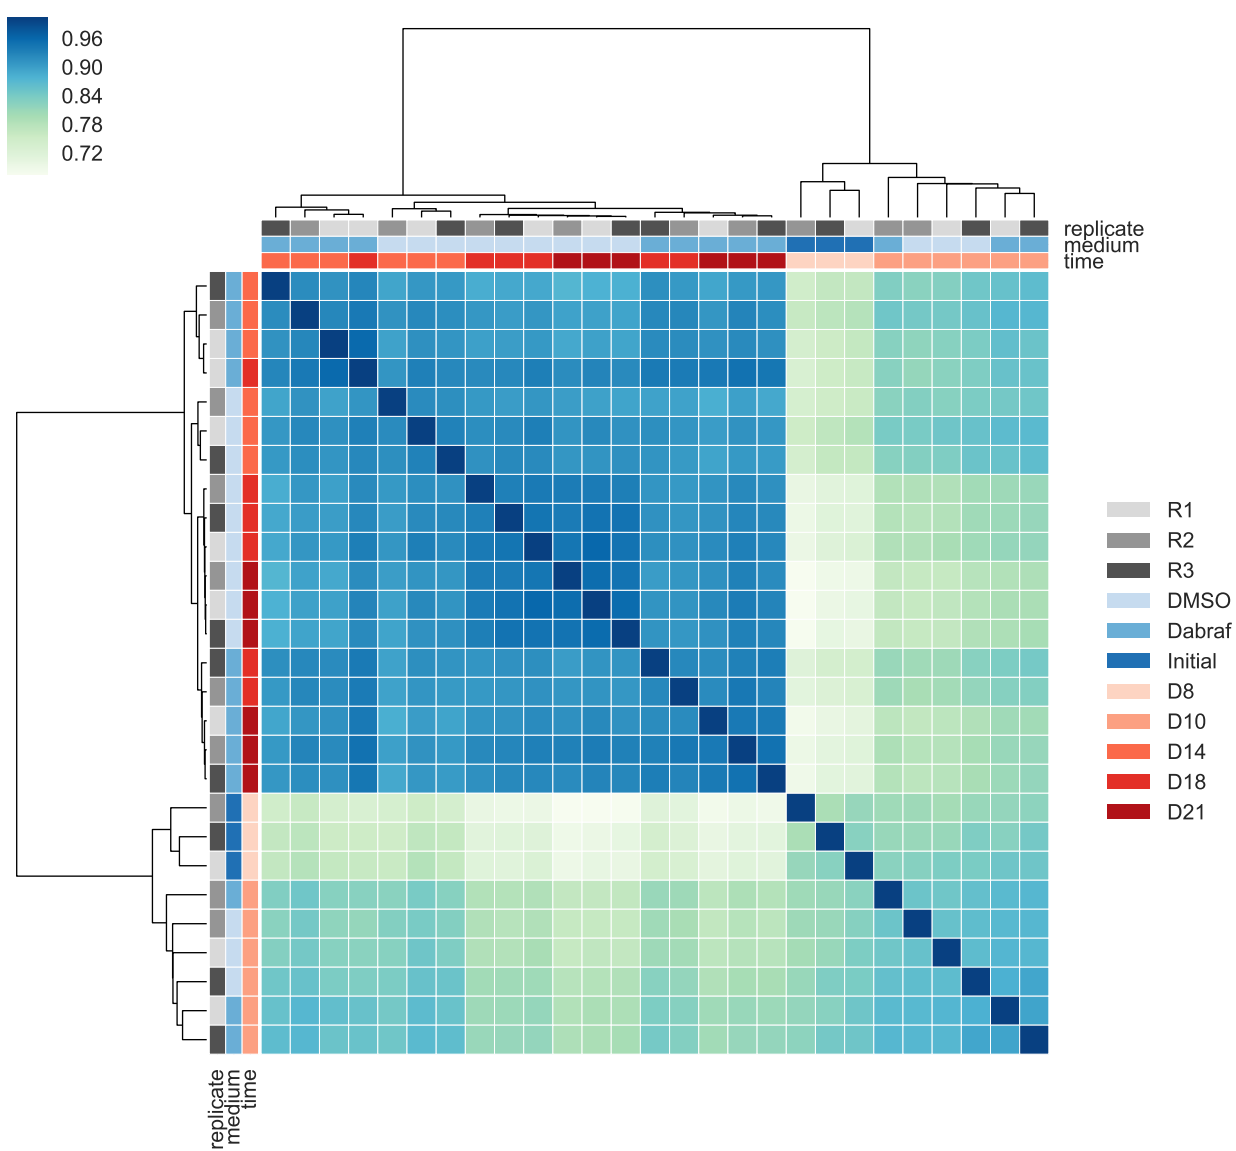 0.96
0.90
0.84
0.78
0.72
replicate
medium
time
R1
R2
R3
DMSO
Dabraf
Initial
D8
D10
D14
D18
D21
replicate
medium
time